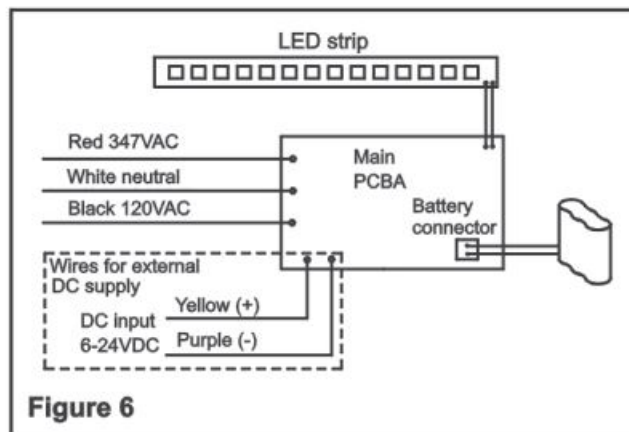 LED strip
Red 347VAC
White neutral
Black 120VAC
Main
PCBA
Battery
connector
Wires for external
DC supply
Yellow (+)
DC input
6-24VDC
Purple (-)
Figure 6